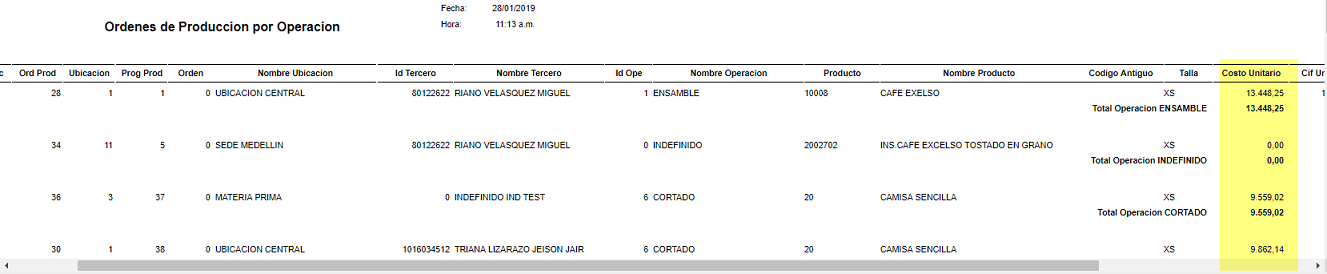 Fecha: 28/01/2019
Ordenes de Produccion por Operacion
Hora: 11:13 a.m.
c Ord Prod Ubicacion Prog Prod Orden Nombre Ubicacion Id Tercero Nombre Tercero Id Ope Nombre Operacion Producto Nombre Producto Codigo Antiguo Talla Costo Unitario Cif Ur
28 1 1 0 UBICACION CENTRAL 80122622 RIANO VELASQUEZ MIGUEL 1 ENSAMBLE 10008 CAFE EXELSO XS 13.448,25 1
Total Operacion ENSAMBLE 13.448,25
34 11 5 0 SEDE MEDELLIN 80122622 RIANO VELASQUEZ MIGUEL 0 INDEFINIDO 2002702 INS.CAFE EXCELSO TOSTADO EN GRANO XS 0,00
Total Operacion INDEFINIDO 0,00
36 3 37 0 MATERIA PRIMA 0 INDEFINIDO IND TEST 6 CORTADO 20 CAMISA SENCILLA XS 9.559,02
Total Operacion CORTADO 9.559,02
30 1 38 0 UBICACION CENTRAL 1016034512 TRIANA LIZARAZO JEISON JAIR 6 CORTADO 20 CAMISA SENCILLA XS 9.862,14